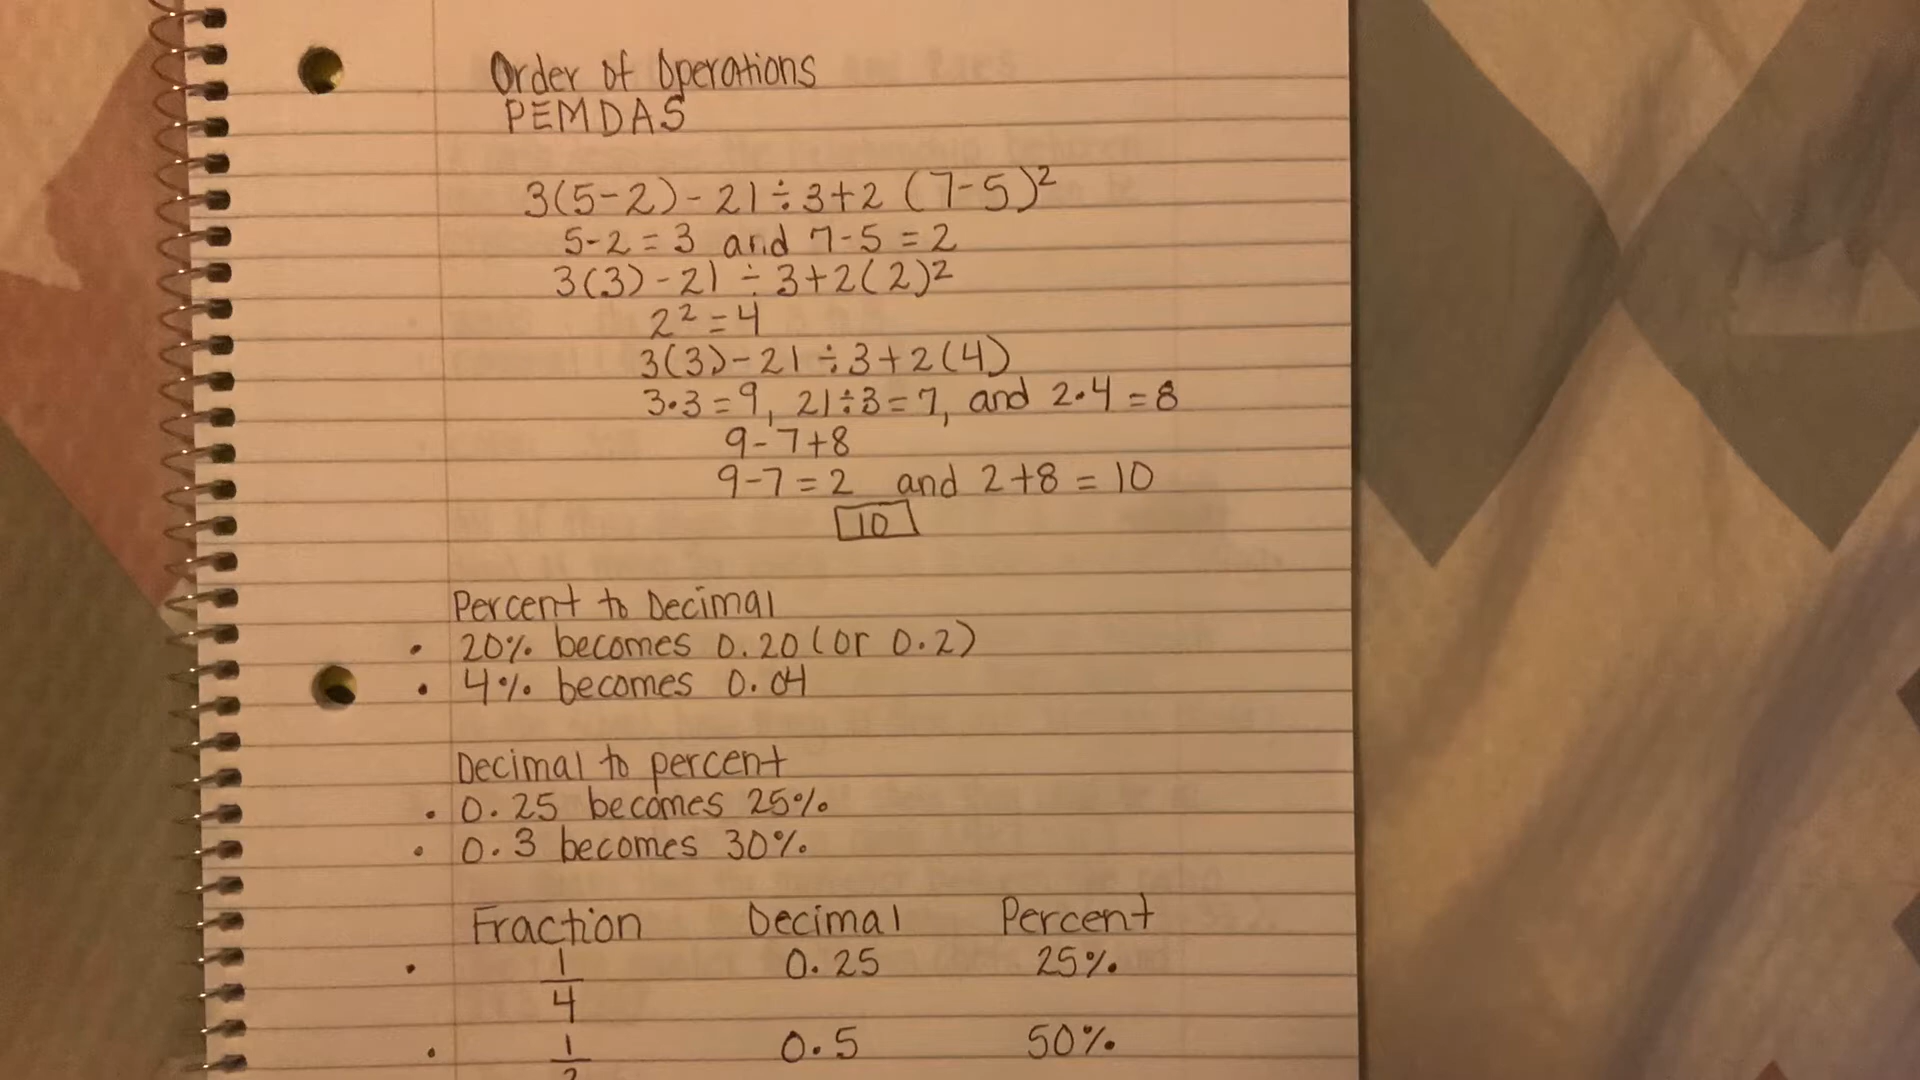 Order of Operations
PEMDAS
3(5-2)-21÷3+2 (7-5)²
5-2=3 and 7-5=2
3(3)-21÷3+2(2)²
2²=4
3(3)-21÷3+2(4)
3•3=9, 21÷3=7, and 2•4=8
9-7+8
9-7=2 and 2+8=10
10
Percent to Decimal
• 20% becomes 0.20 (or 0.2)
• 4% becomes 0.04
Decimal to percent
• 0.25 becomes 25%
• 0.3 becomes 30%
Fraction Decimal Percent
• 1/4 0.25 25%
• 1/2 0.5 50%